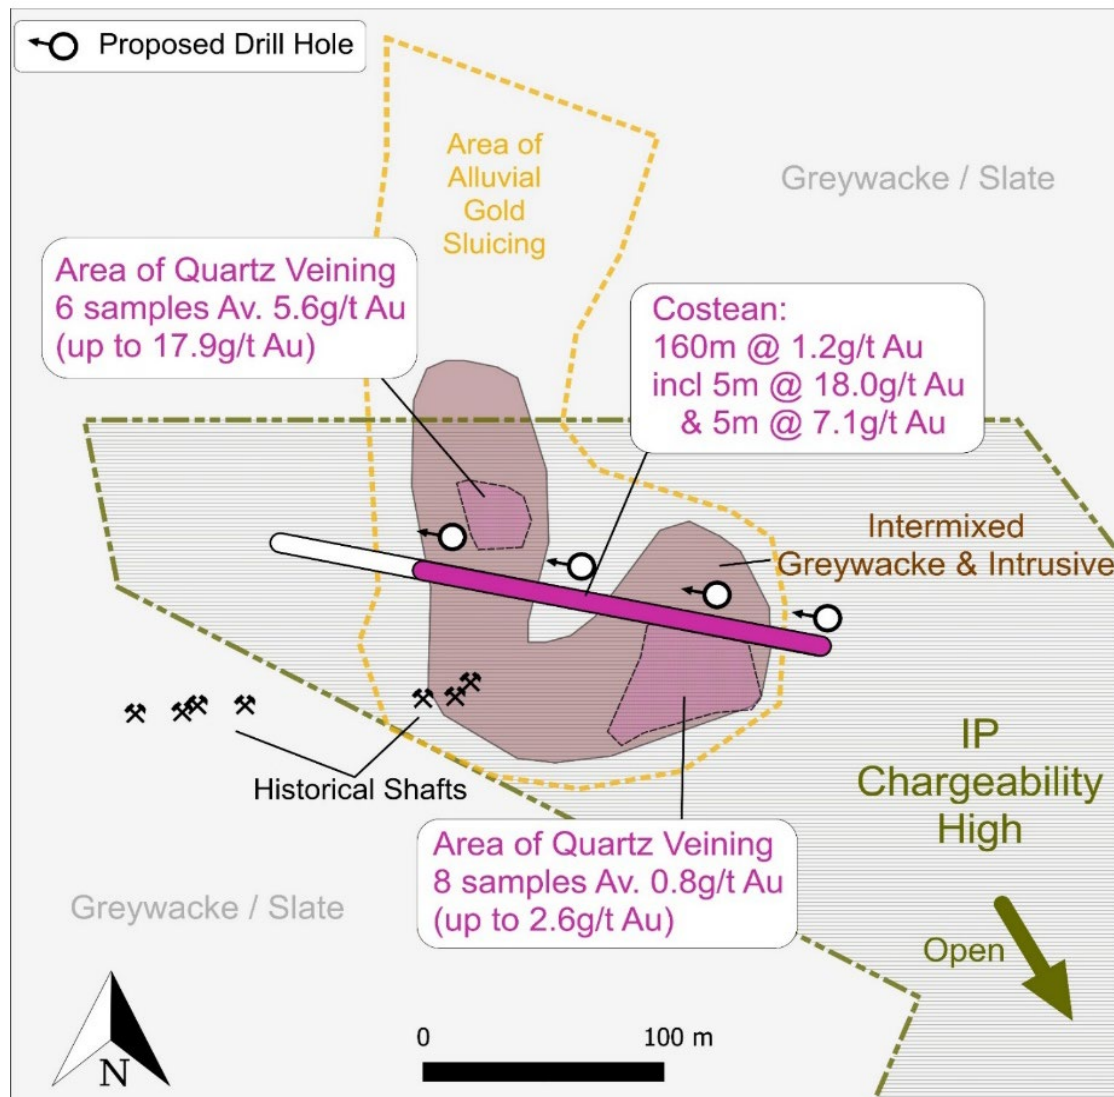 Proposed Drill Hole
Area of
Alluvial
Gold
Sluicing
Greywacke / Slate
Area of Quartz Veining
6 samples Av. 5.6g/t Au
(up to 17.9g/t Au)
Costean:
160m @ 1.2g/t Au
incl 5m @ 18.0g/t Au
& 5m @ 7.1g/t Au
Intermixed
Greywacke & Intrusive
Historical Shafts
IP
Chargeability
High
Area of Quartz Veining
8 samples Av. 0.8g/t Au
(up to 2.6g/t Au)
Greywacke / Slate
Open
N
0 100 m